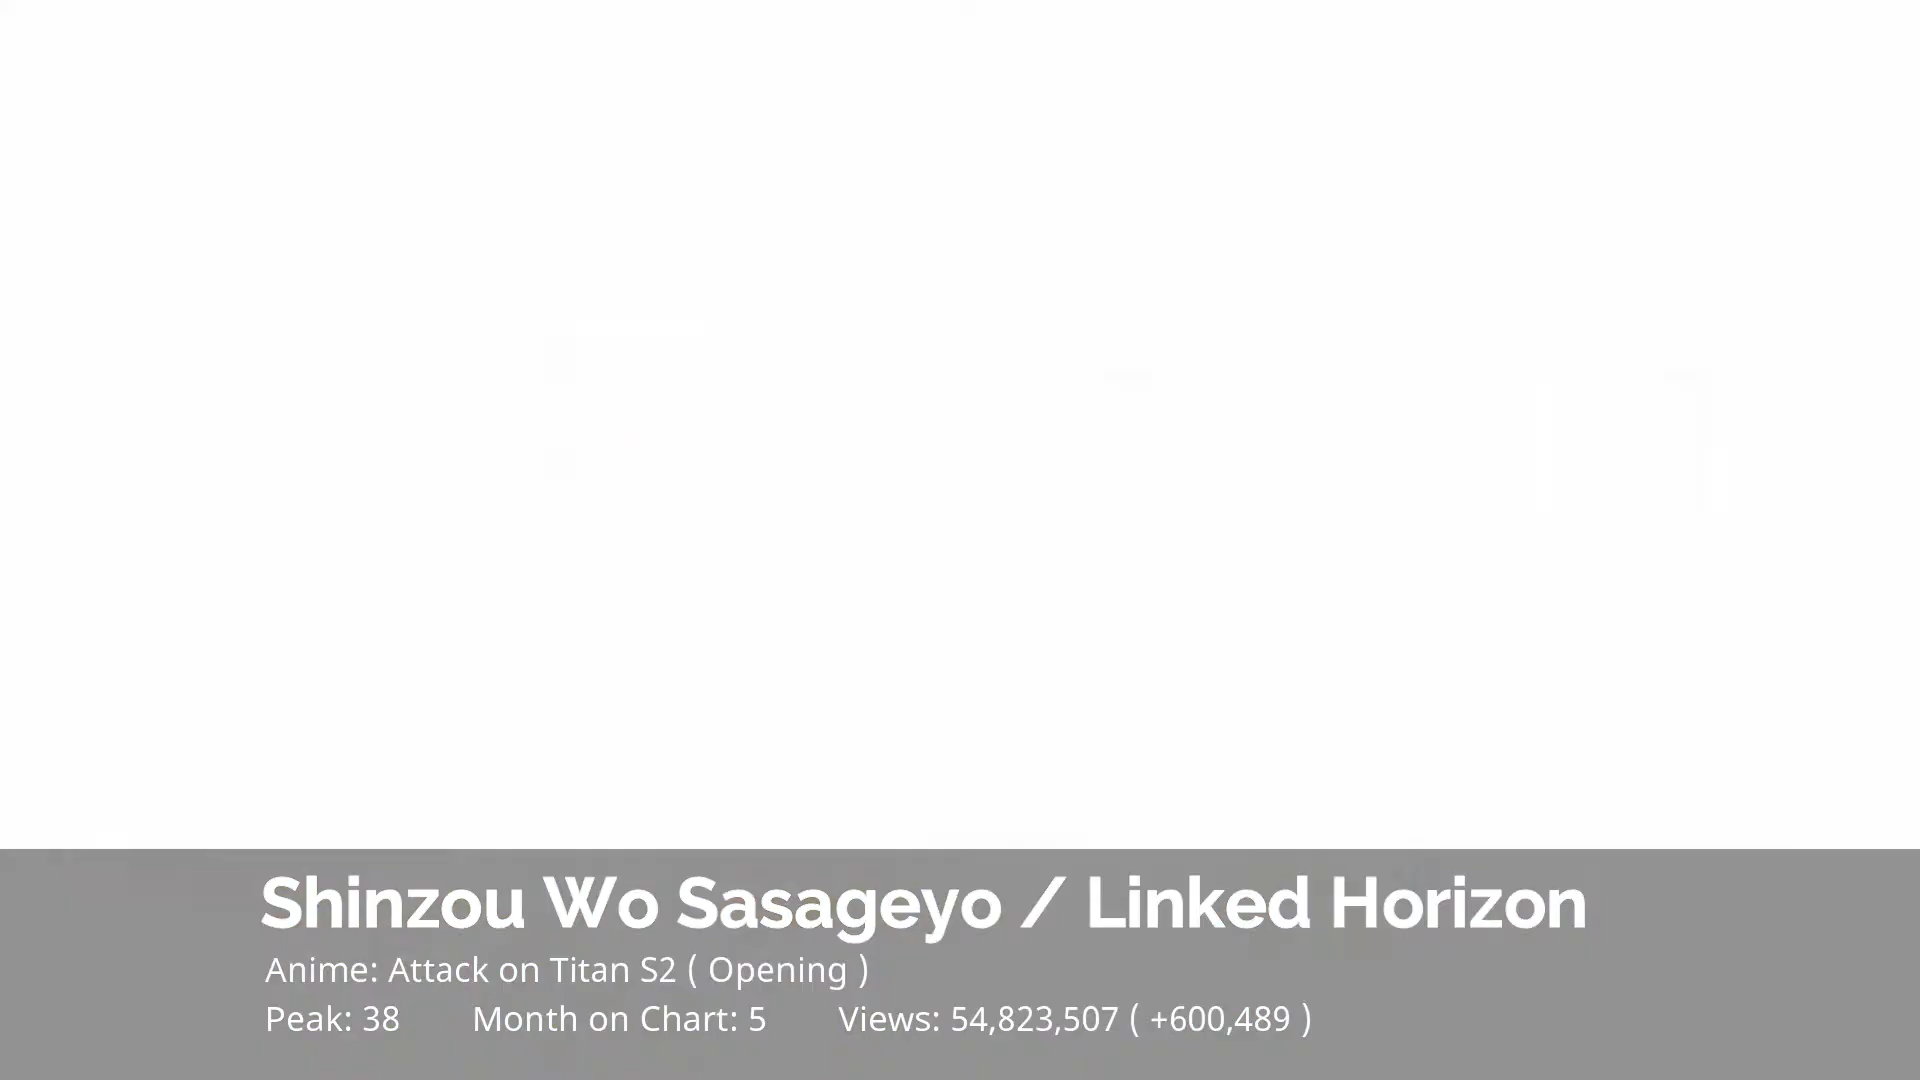 Shinzou Wo Sasageyo / Linked Horizon
Anime: Attack on Titan S2 ( Opening )
Peak: 38 Month on Chart: 5 Views: 54,823,507 ( +600,489 )